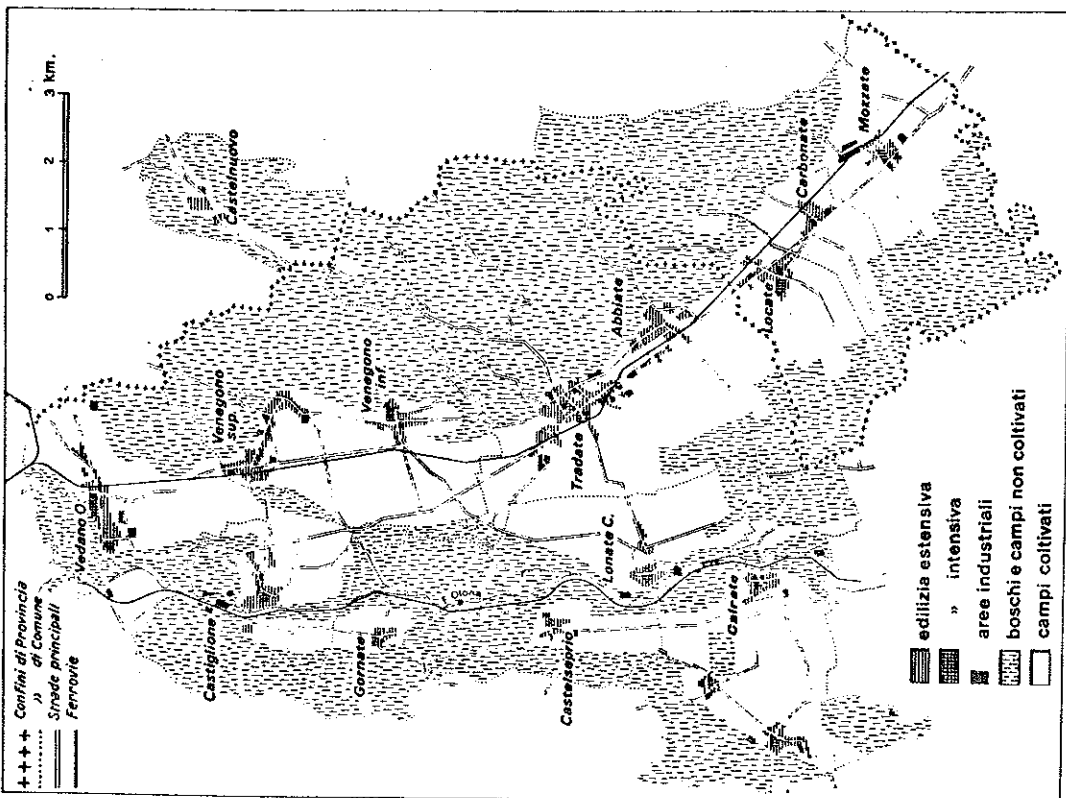 ++++ Confini di Provincia
........ » di Comune
Strade principali
Ferrovie
0 1 2 3 km.
Castelnuovo
Vedano O.
Venegono
sup.
Castiglione
Venegono
inf.
Gornate
F. Olona
Abbiate
Tradate
Castelseprio
Lonate C.
Locate
Carbonate
Mozzate
Cairate
edilizia estensiva
» intensiva
aree industriali
boschi e campi non coltivati
campi coltivati